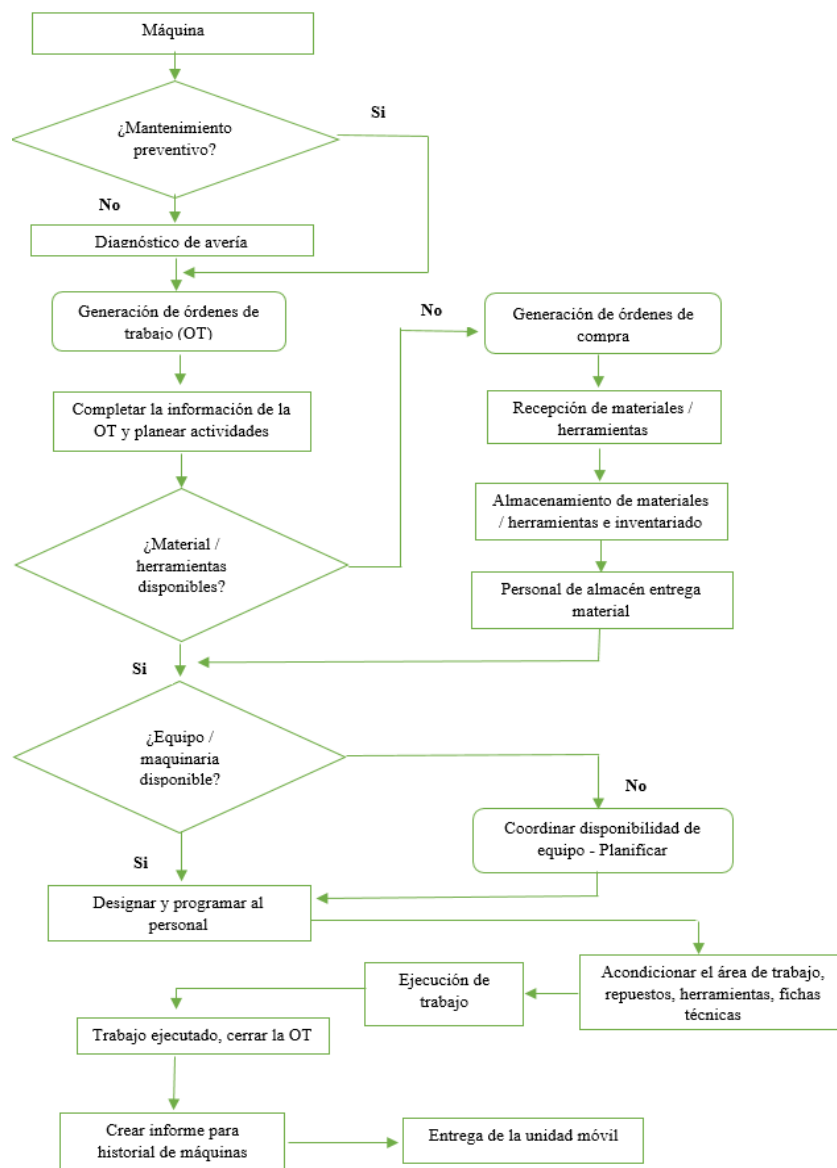 Máquina
¿Mantenimiento
preventivo?
Si
No
Diagnóstico de avería
Generación de órdenes de
trabajo (OT)
No
Generación de órdenes de
compra
Completar la información de la
OT y planear actividades
Recepción de materiales /
herramientas
¿Material /
herramientas
disponibles?
Almacenamiento de materiales
/ herramientas e inventariado
Personal de almacén entrega
material
Si
¿Equipo /
maquinaria
disponible?
No
Coordinar disponibilidad de
equipo - Planificar
Si
Designar y programar al
personal
Acondicionar el área de trabajo,
repuestos, herramientas, fichas
técnicas
Ejecución de
trabajo
Trabajo ejecutado, cerrar la OT
Crear informe para
historial de máquinas
Entrega de la unidad móvil